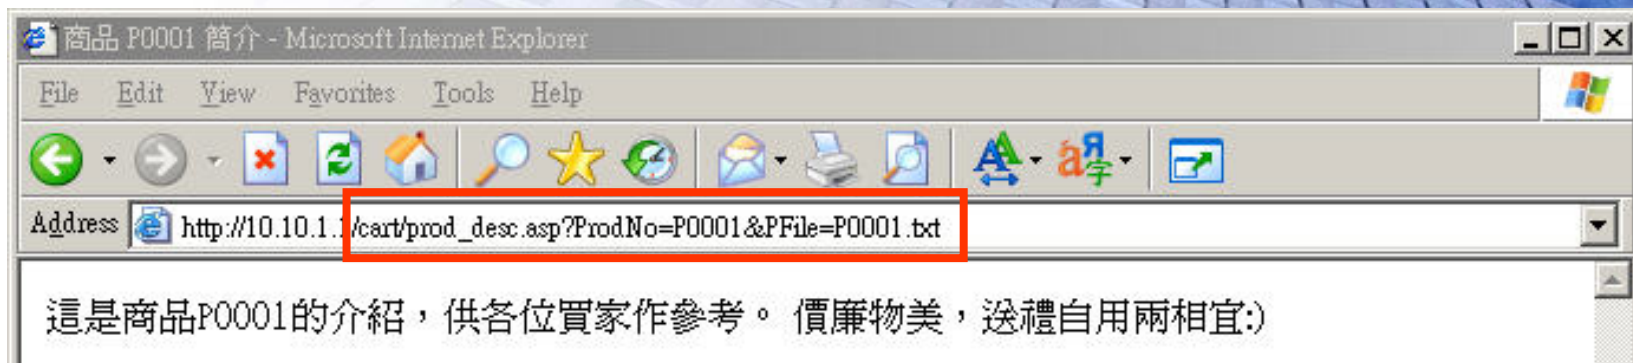 商品 P0001 簡介 - Microsoft Internet Explorer
File Edit View Favorites Tools Help
Address http://10.10.1.1/cart/prod_desc.asp?ProdNo=P0001&PFile=P0001.txt
這是商品P0001的介紹，供各位買家作參考。 價廉物美，送禮自用兩相宜:)